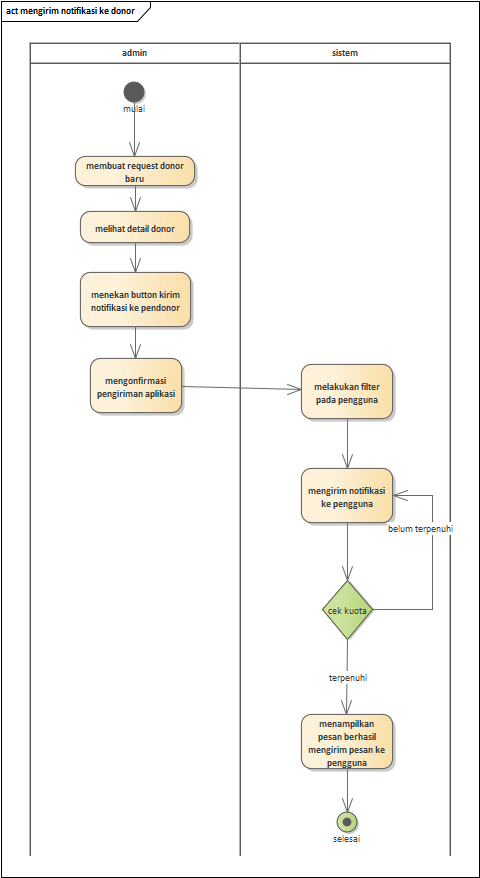 act mengirim notifikasi ke donor
admin
sistem
mulai
membuat request donor
baru
melihat detail donor
menekan button kirim
notifikasi ke pendonor
mengonfirmasi
pengiriman aplikasi
melakukan filter
pada pengguna
mengirim notifikasi
ke pengguna
belum terpenuhi
cek kuota
terpenuhi
menampilkan
pesan berhasil
mengirim pesan ke
pengguna
selesai